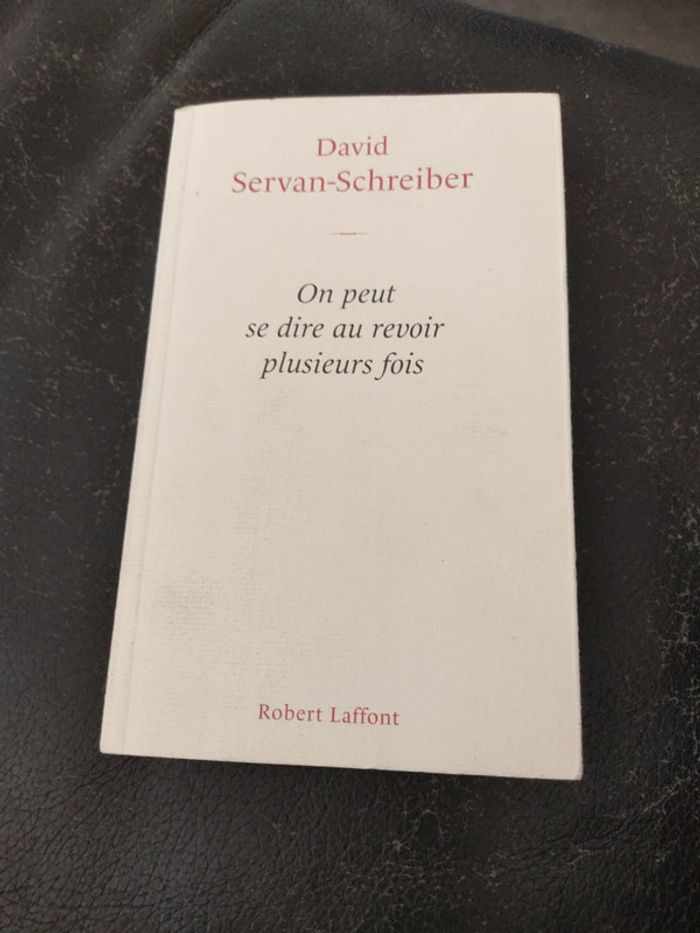 David
Servan-Schreiber
On peut
se dire au revoir
plusieurs fois
Robert Laffont